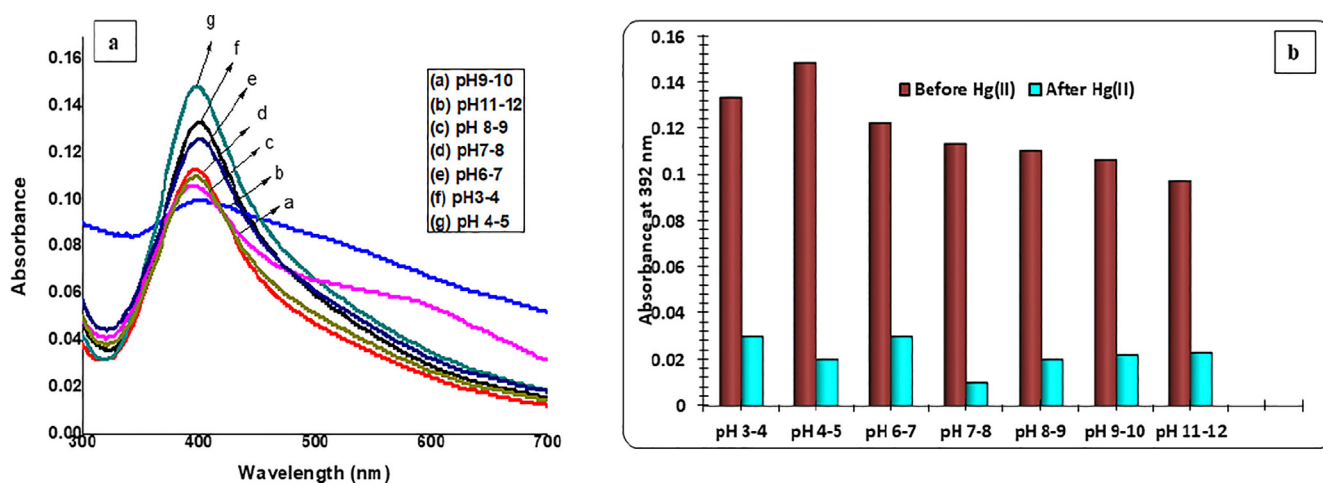 a
g
f
e
d
c
b
a
(a) pH9-10
(b) pH11-12
(c) pH 8-9
(d) pH7-8
(e) pH6-7
(f) pH3-4
(g) pH 4-5
Absorbance
0.16
0.14
0.12
0.10
0.08
0.06
0.04
0.02
0.00
300 400 500 600 700
Wavelength (nm)
b
Before Hg(II) After Hg(II)
Absorbance at 392 nm
0.16
0.14
0.12
0.1
0.08
0.06
0.04
0.02
0
pH 3-4 pH 4-5 pH 6-7 pH 7-8 pH 8-9 pH 9-10 pH 11-12